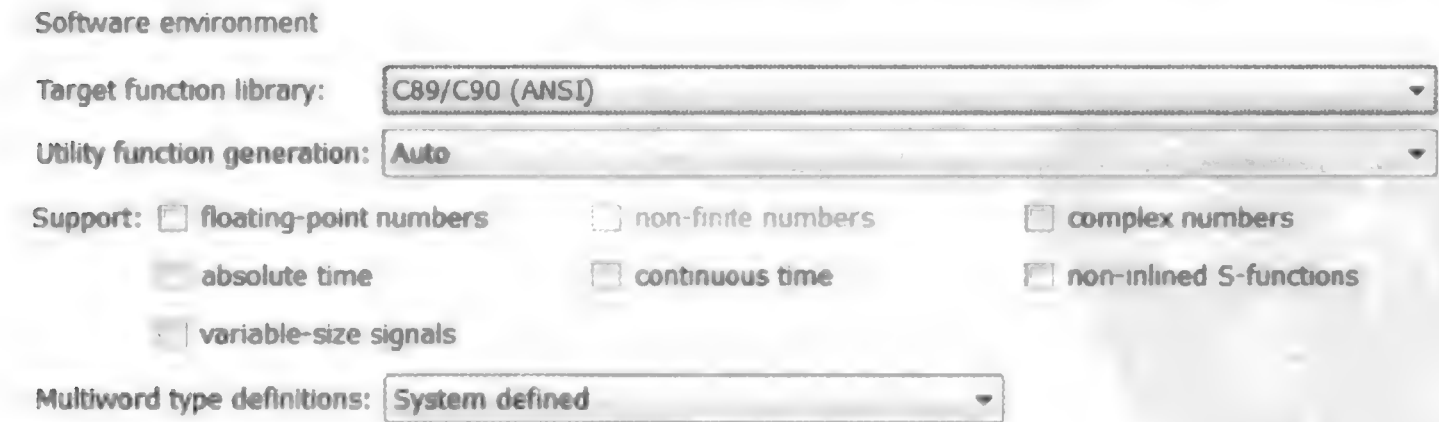 Software environment
Target function library: C89/C90 (ANSI)
Utility function generation: Auto
Support: floating-point numbers non-finite numbers complex numbers
absolute time continuous time non-inlined S-functions
variable-size signals
Multiword type definitions: System defined